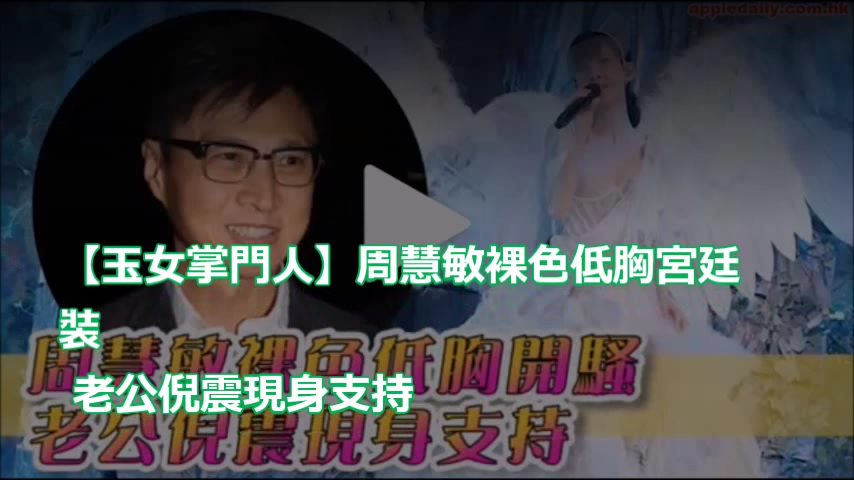 appledaily.com.hk
【玉女掌門人】周慧敏裸色低胸宮廷
裝
老公倪震現身支持
周慧敏裸色低胸開騷
老公倪震現身支持